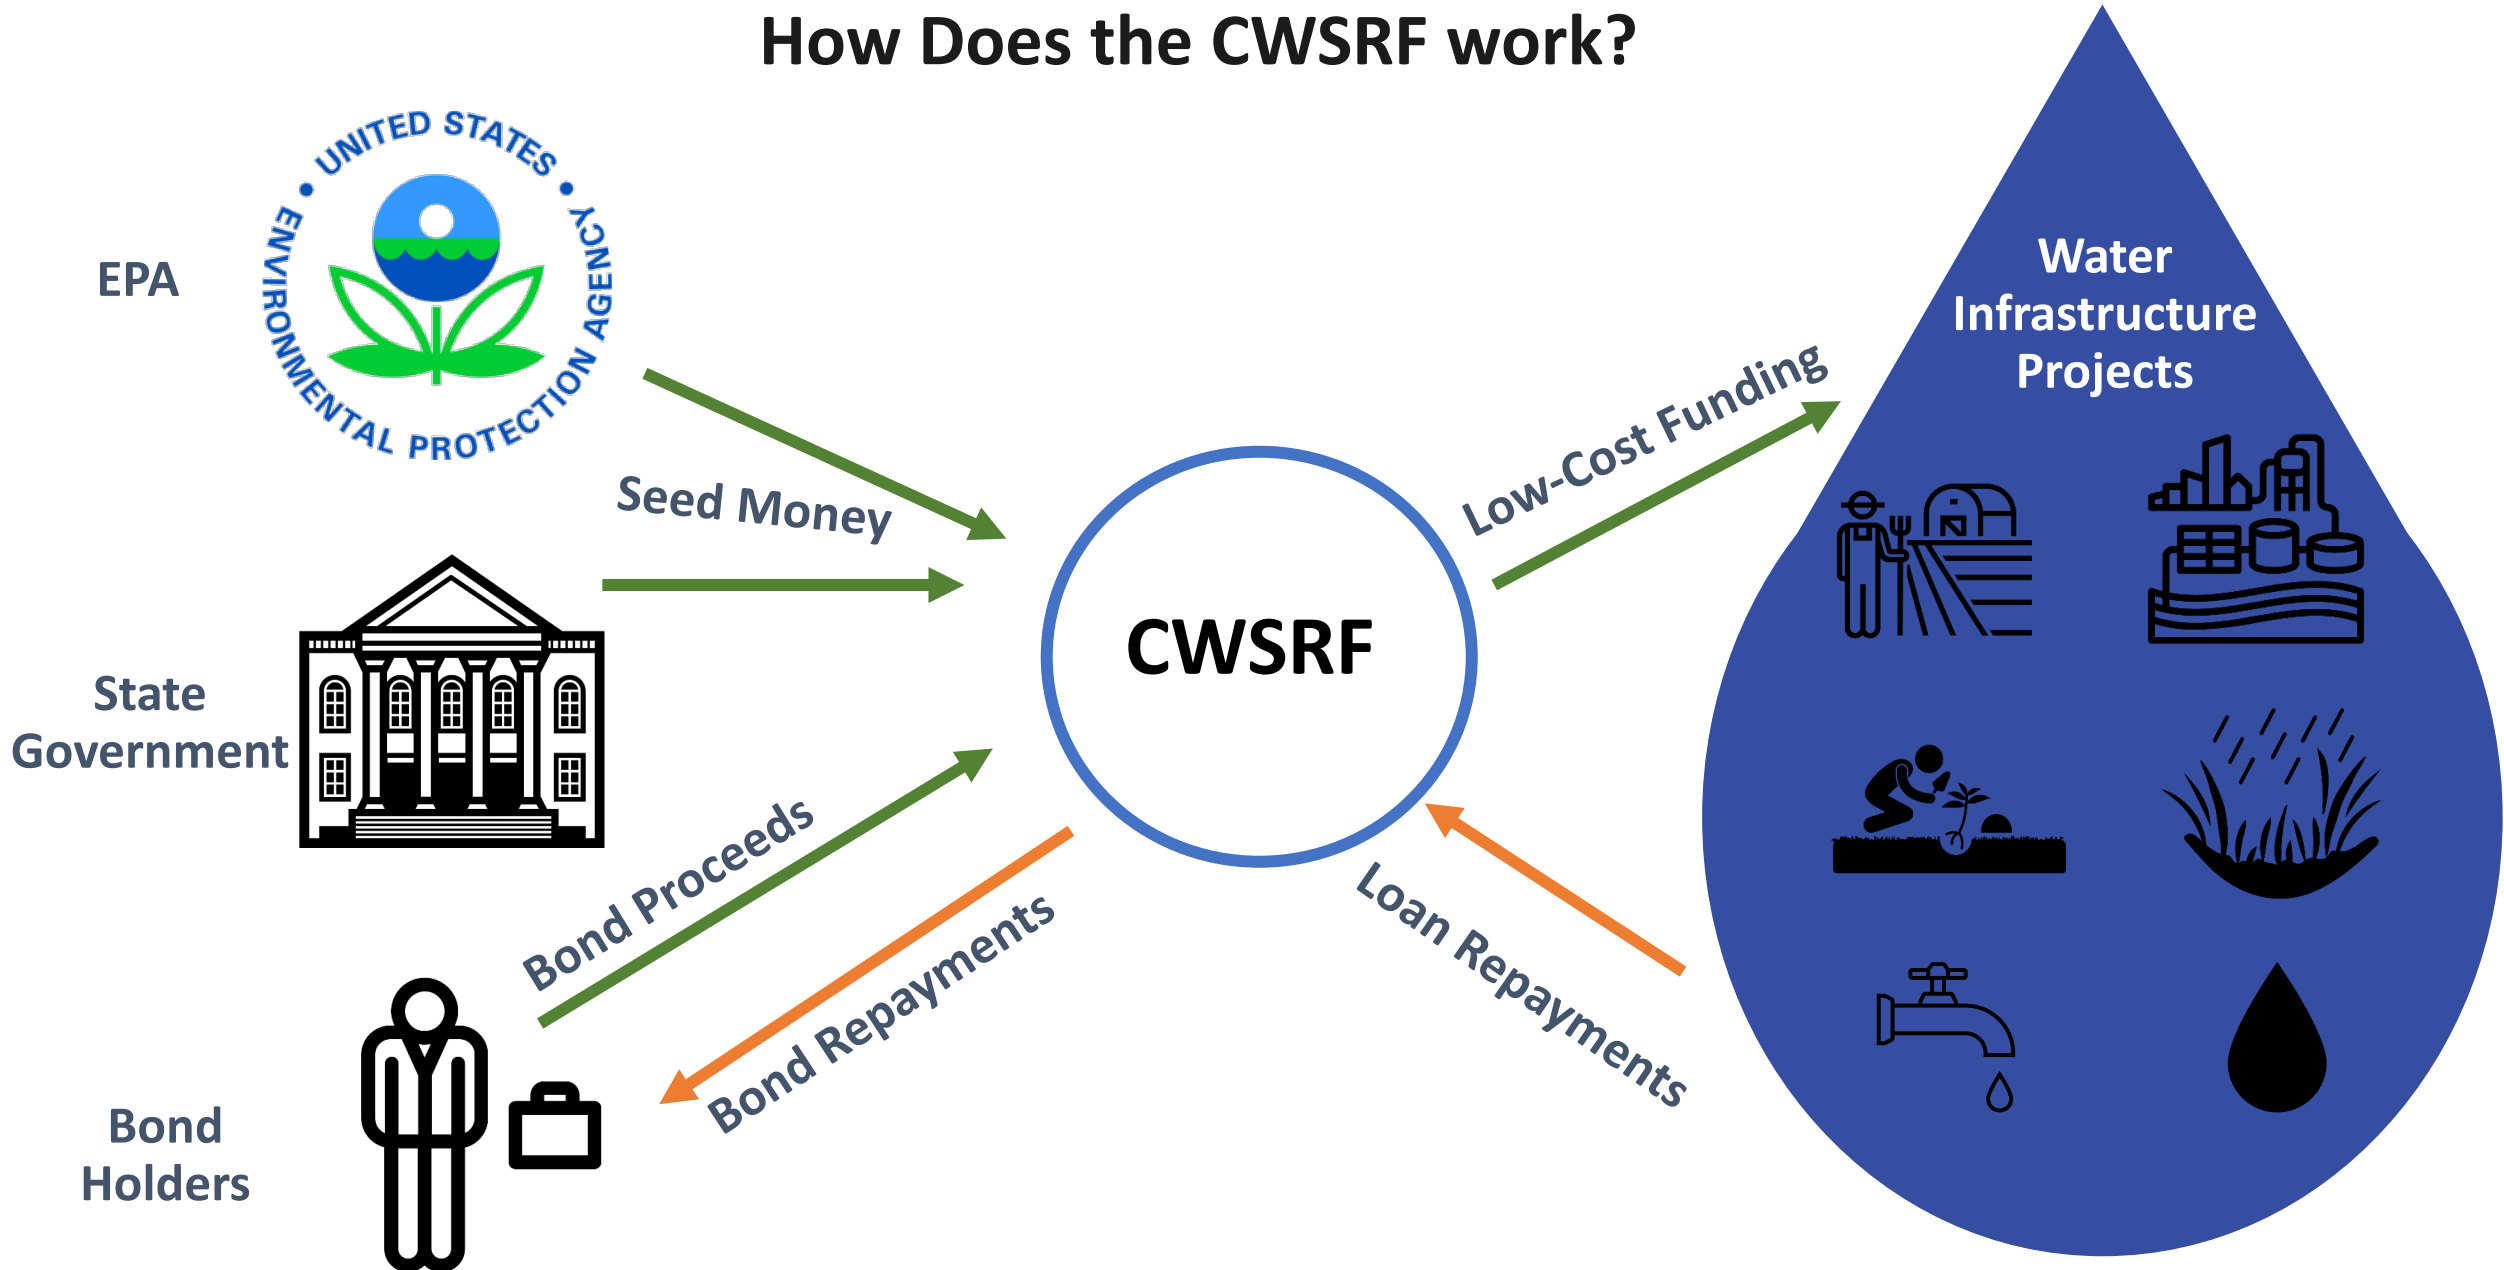 How Does the CWSRF work?
EPA
• UNITED STATES •
ENVIRONMENTAL PROTECTION AGENCY
Seed Money
State
Government
Bond Proceeds
Bond Repayments
Bond
Holders
CWSRF
Low-Cost Funding
Loan Repayments
Water
Infrastructure
Projects